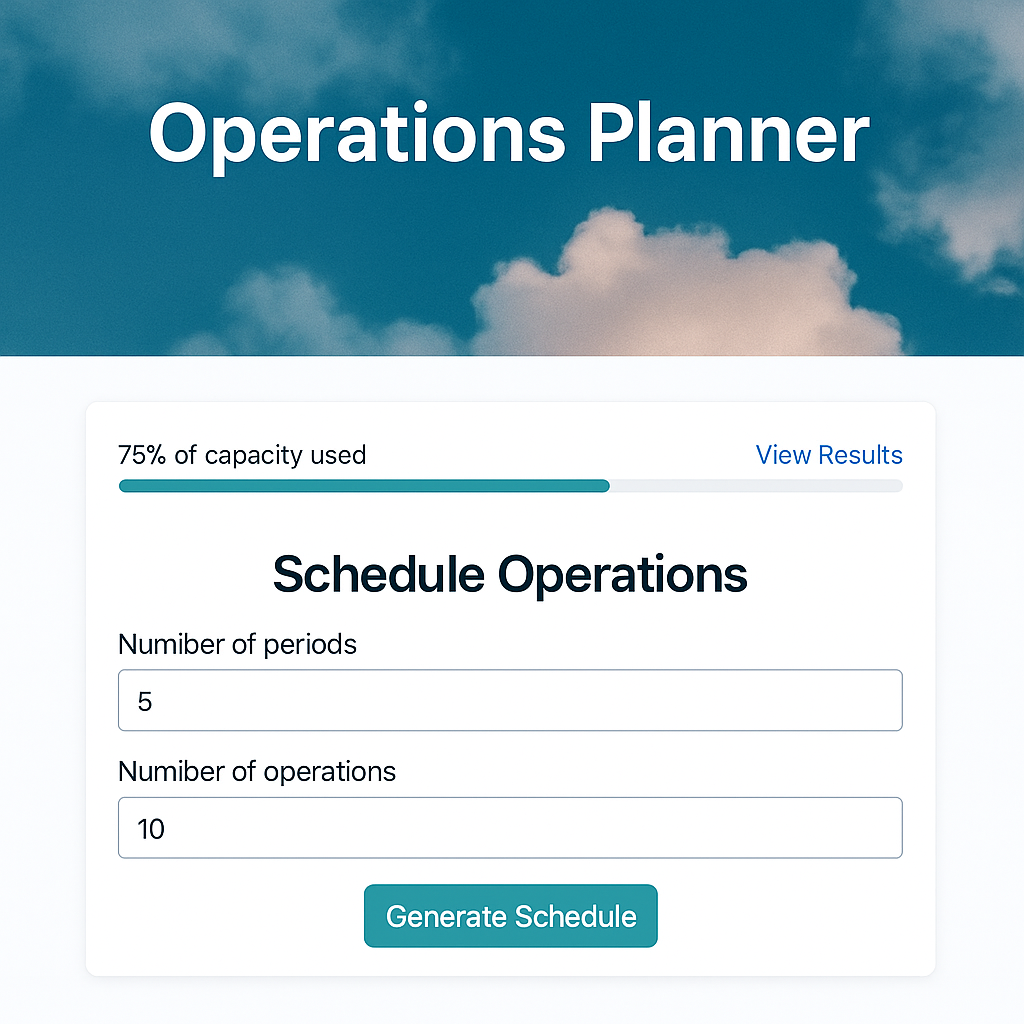 Operations Planner
75% of capacity used
View Results
Schedule Operations
Numiber of periods
5
Numiber of operations
10
Generate Schedule